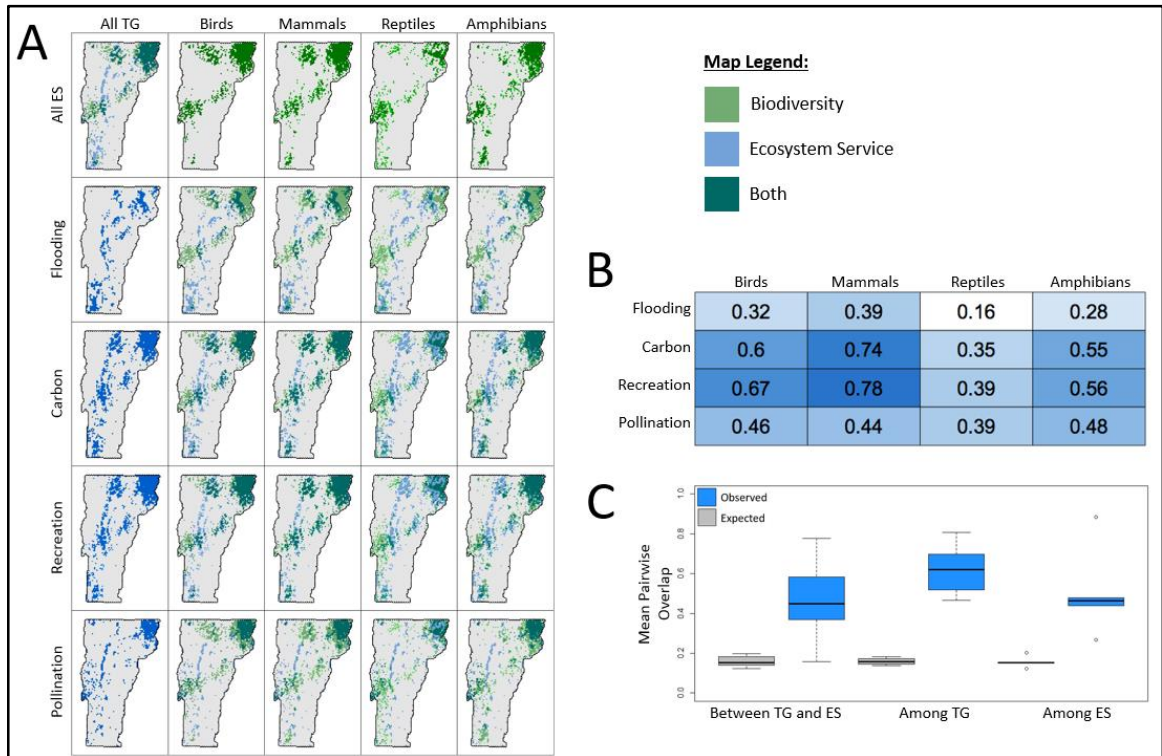 A
All TG Birds Mammals Reptiles Amphibians
All ES
Flooding
Carbon
Recreation
Pollination
Map Legend:
Biodiversity
Ecosystem Service
Both
B
Birds Mammals Reptiles Amphibians
Flooding 0.32 0.39 0.16 0.28
Carbon 0.6 0.74 0.35 0.55
Recreation 0.67 0.78 0.39 0.56
Pollination 0.46 0.44 0.39 0.48
C
Observed
Expected
Mean Pairwise
Overlap
1.0
0.8
0.6
0.4
0.2
0.0
Between TG and ES Among TG Among ES